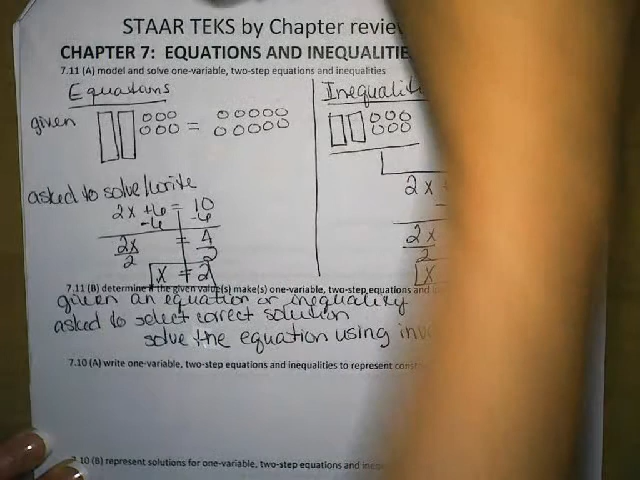 STAAR TEKS by Chapter review
CHAPTER 7: EQUATIONS AND INEQUALITIE
7.11 (A) model and solve one-variable, two-step equations and inequalities
Equations
Inequalit
given
=
asked to solve/write
2x +6 = 10
-6 -6
2x = 4
2 2
x = 2
2x
2x
2
x
7.11 (B) determine if the given value(s) make(s) one-variable, two-step equations and
given an equation or inequality
asked to select correct solution
solve the equation using inv
7.10 (A) write one-variable, two-step equations and inequalities to represent cons
10 (B) represent solutions for one-variable, two-step equations and ineq